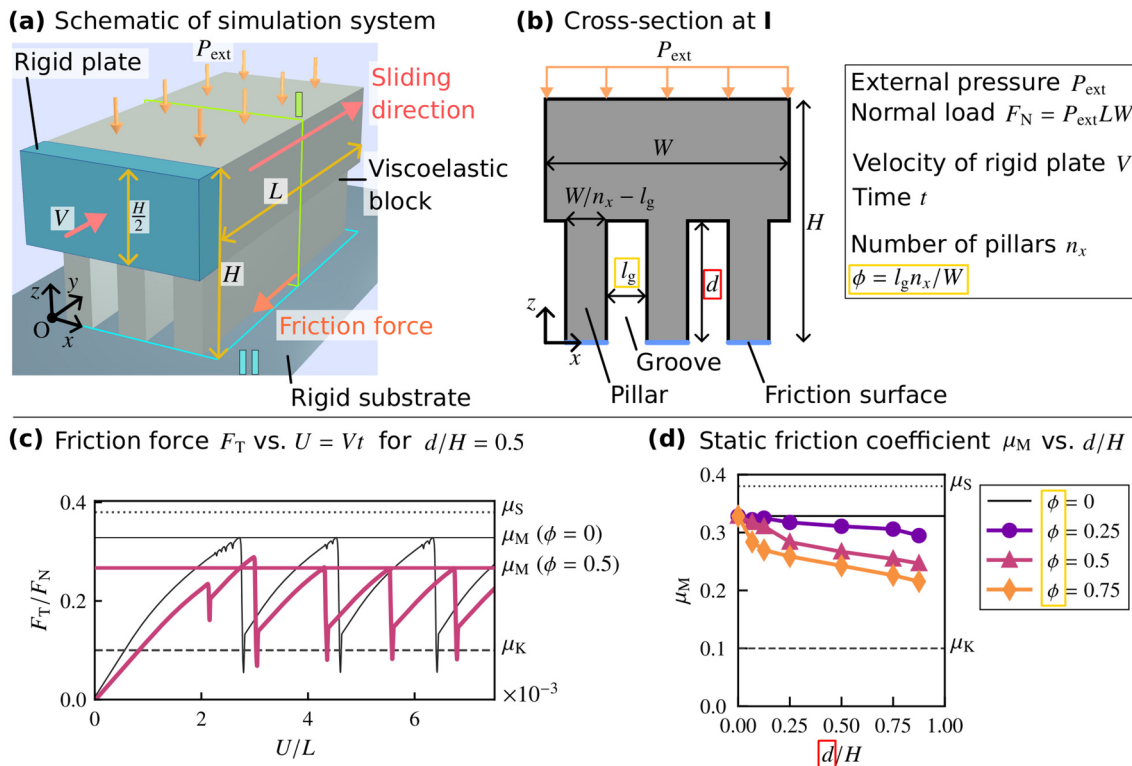 (a) Schematic of simulation system
Rigid plate
P_ext
Sliding
direction
I
Viscoelastic
block
L
V
H/2
H
z
y
O
x
Friction force
II
Rigid substrate
(b) Cross-section at I
P_ext
W
W/n_x − l_g
H
l_g
d
z
x
Groove
Pillar
Friction surface
External pressure P_ext
Normal load F_N = P_ext LW
Velocity of rigid plate V
Time t
Number of pillars n_x
ϕ = l_g n_x/W
(c) Friction force F_T vs. U = Vt for d/H = 0.5
F_T/F_N
0.4
0.2
0.0
0
2
4
6
×10⁻³
U/L
μ_S
μ_M (ϕ = 0)
μ_M (ϕ = 0.5)
μ_K
(d) Static friction coefficient μ_M vs. d/H
μ_M
0.4
0.3
0.2
0.1
0.0
0.00
0.25
0.50
0.75
1.00
d/H
μ_S
μ_K
ϕ = 0
ϕ = 0.25
ϕ = 0.5
ϕ = 0.75